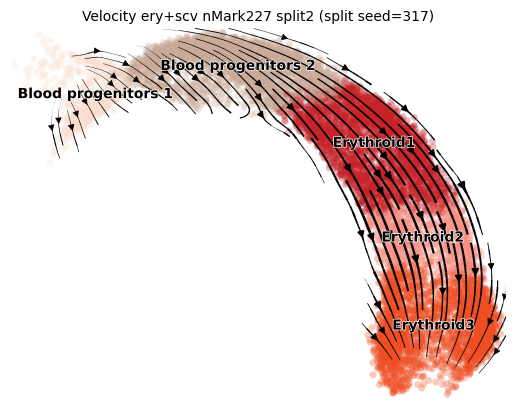 Velocity ery+scv nMark227 split2 (split seed=317)
Blood progenitors 2
Blood progenitors 1
Erythroid1
Erythroid2
Erythroid3